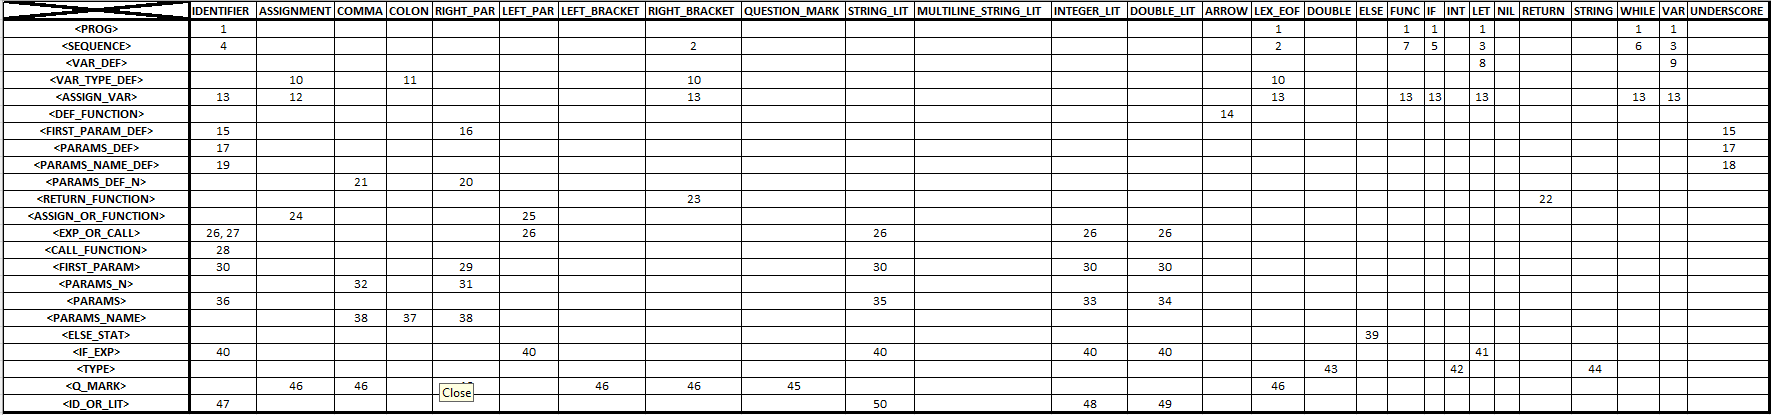 IDENTIFIER ASSIGNMENT COMMA COLON RIGHT_PAR LEFT_PAR LEFT_BRACKET RIGHT_BRACKET QUESTION_MARK STRING_LIT MULTILINE_STRING_LIT INTEGER_LIT DOUBLE_LIT ARROW LEX_EOF DOUBLE ELSE FUNC IF INT LET NIL RETURN STRING WHILE VAR UNDERSCORE
<PROG> 1 1 1 1 1 1 1
<SEQUENCE> 4 2 2 7 5 3 6 3
<VAR_DEF> 8 9
<VAR_TYPE_DEF> 10 11 10 10
<ASSIGN_VAR> 13 12 13 13 13 13 13 13 13
<DEF_FUNCTION> 14
<FIRST_PARAM_DEF> 15 16 15
<PARAMS_DEF> 17 17
<PARAMS_NAME_DEF> 19 18
<PARAMS_DEF_N> 21 20
<RETURN_FUNCTION> 23 22
<ASSIGN_OR_FUNCTION> 24 25
<EXP_OR_CALL> 26, 27 26 26 26 26
<CALL_FUNCTION> 28
<FIRST_PARAM> 30 29 30 30 30
<PARAMS_N> 32 31
<PARAMS> 36 35 33 34
<PARAMS_NAME> 38 37 38
<ELSE_STAT> 39
<IF_EXP> 40 40 40 40 40 41
<TYPE> 43 42 44
<Q_MARK> 46 46 46 46 45 46
Close
<ID_OR_LIT> 47 50 48 49